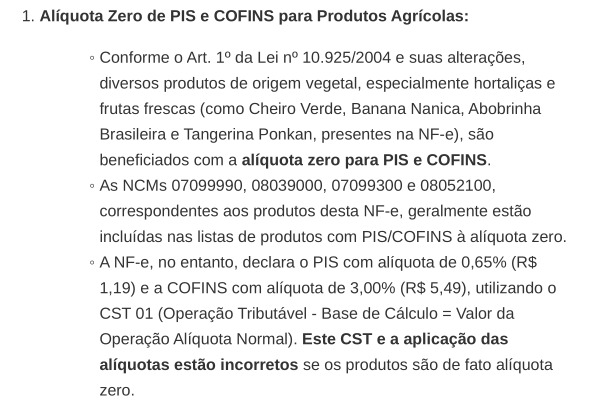 1. Alíquota Zero de PIS e COFINS para Produtos Agrícolas:
◦ Conforme o Art. 1º da Lei nº 10.925/2004 e suas alterações,
diversos produtos de origem vegetal, especialmente hortaliças e
frutas frescas (como Cheiro Verde, Banana Nanica, Abobrinha
Brasileira e Tangerina Ponkan, presentes na NF-e), são
beneficiados com a alíquota zero para PIS e COFINS.
◦ As NCMs 07099990, 08039000, 07099300 e 08052100,
correspondentes aos produtos desta NF-e, geralmente estão
incluídas nas listas de produtos com PIS/COFINS à alíquota zero.
◦ A NF-e, no entanto, declara o PIS com alíquota de 0,65% (R$
1,19) e a COFINS com alíquota de 3,00% (R$ 5,49), utilizando o
CST 01 (Operação Tributável - Base de Cálculo = Valor da
Operação Alíquota Normal). Este CST e a aplicação das
alíquotas estão incorretos se os produtos são de fato alíquota
zero.